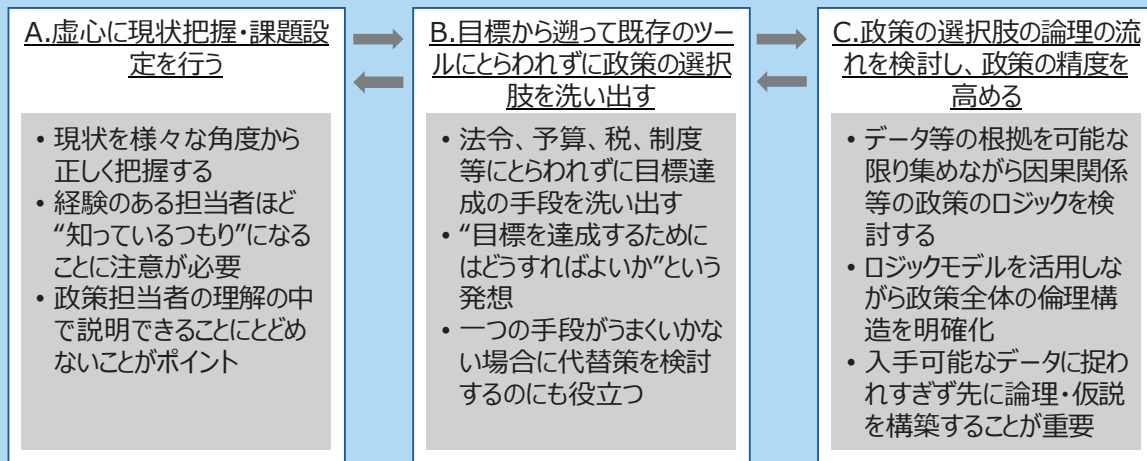 A.虚心に現状把握・課題設
定を行う
• 現状を様々な角度から
正しく把握する
• 経験のある担当者ほど
“知っているつもり”になる
ことに注意が必要
• 政策担当者の理解の中
で説明できることにとどめ
ないことがポイント
B.目標から遡って既存のツー
ルにとらわれずに政策の選択
肢を洗い出す
• 法令、予算、税、制度
等にとらわれずに目標達
成の手段を洗い出す
• “目標を達成するために
はどうすればよいか”という
発想
• 一つの手段がうまくいかな
い場合に代替策を検討
するのにも役立つ
C.政策の選択肢の論理の流
れを検討し、政策の精度を
高める
• データ等の根拠を可能な
限り集めながら因果関係
等の政策のロジックを検
討する
• ロジックモデルを活用しな
がら政策全体の倫理構
造を明確化
• 入手可能なデータに捉わ
れすぎず先に論理・仮説
を構築することが重要